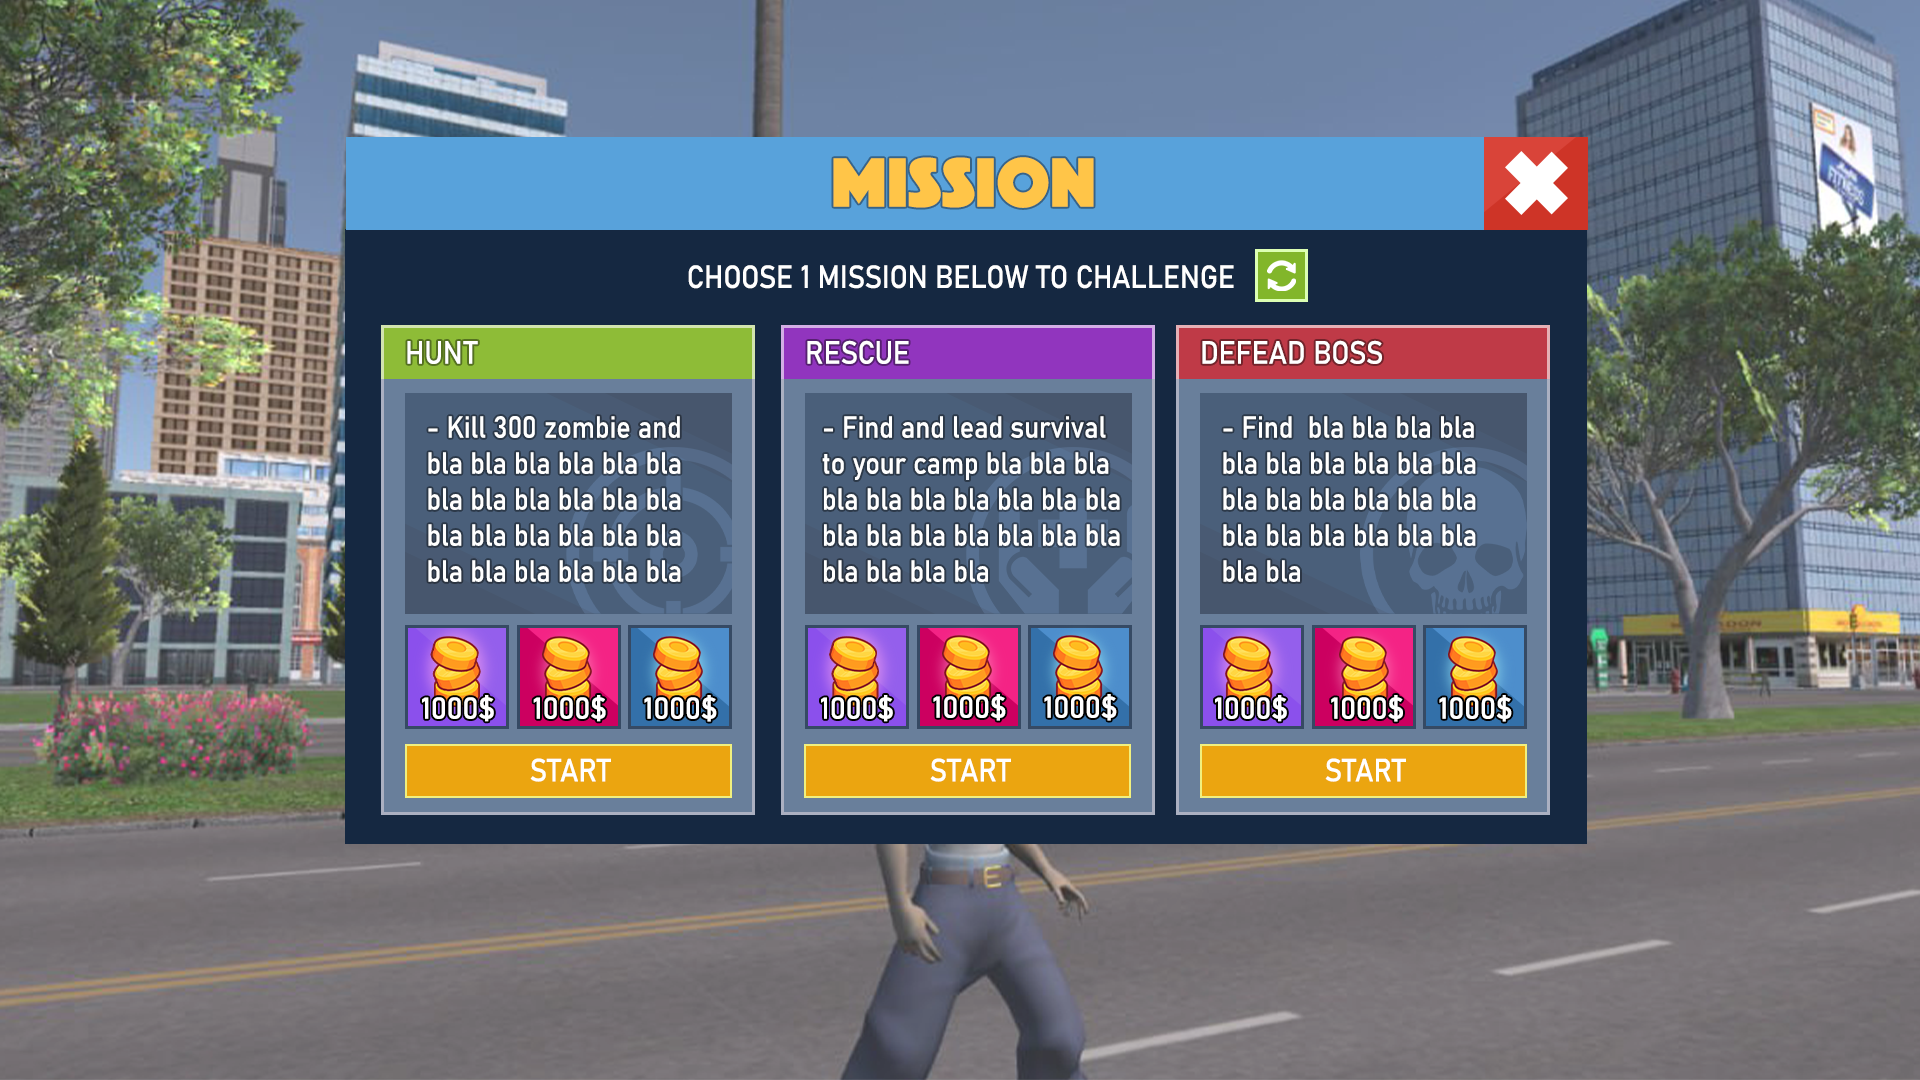 MISSION
CHOOSE 1 MISSION BELOW TO CHALLENGE
HUNT
- Kill 300 zombie and
bla bla bla bla bla bla
bla bla bla bla bla bla
bla bla bla bla bla bla
bla bla bla bla bla bla
1000$ 1000$ 1000$
START
RESCUE
- Find and lead survival
to your camp bla bla bla
bla bla bla bla bla bla bla
bla bla bla bla bla bla bla
bla bla bla bla
1000$ 1000$ 1000$
START
DEFEAD BOSS
- Find  bla bla bla bla
bla bla bla bla bla bla
bla bla bla bla bla bla
bla bla bla bla bla bla
bla bla
1000$ 1000$ 1000$
START
FITNESS